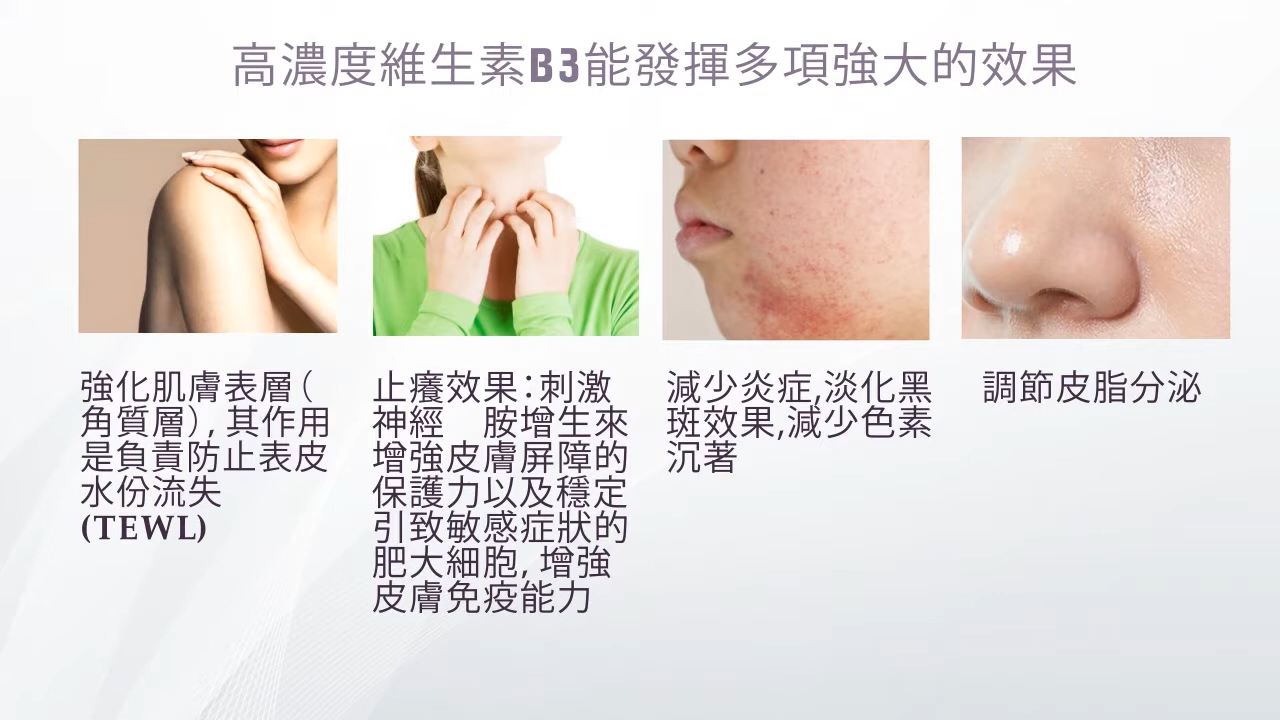 高濃度維生素B3能發揮多項強大的效果
強化肌膚表層（
角質層），其作用
是負責防止表皮
水份流失
(TEWL)
止癢效果：刺激
神經　胺增生來
增強皮膚屏障的
保護力以及穩定
引致敏感症狀的
肥大細胞，增強
皮膚免疫能力
減少炎症,淡化黑
斑效果,減少色素
沉著
調節皮脂分泌